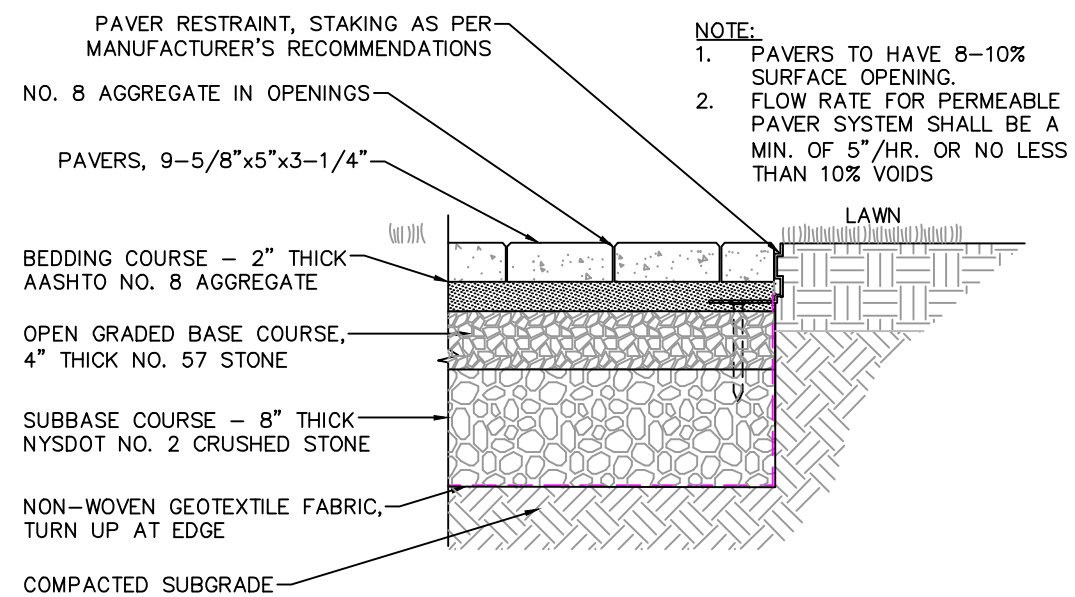 PAVER RESTRAINT, STAKING AS PER
MANUFACTURER'S RECOMMENDATIONS
NO. 8 AGGREGATE IN OPENINGS
PAVERS, 9-5/8"x5"x3-1/4"
BEDDING COURSE - 2" THICK
AASHTO NO. 8 AGGREGATE
OPEN GRADED BASE COURSE,
4" THICK NO. 57 STONE
SUBBASE COURSE - 8" THICK
NYSDOT NO. 2 CRUSHED STONE
NON-WOVEN GEOTEXTILE FABRIC,
TURN UP AT EDGE
COMPACTED SUBGRADE
NOTE:
1. PAVERS TO HAVE 8-10%
SURFACE OPENING.
2. FLOW RATE FOR PERMEABLE
PAVER SYSTEM SHALL BE A
MIN. OF 5"/HR. OR NO LESS
THAN 10% VOIDS
LAWN